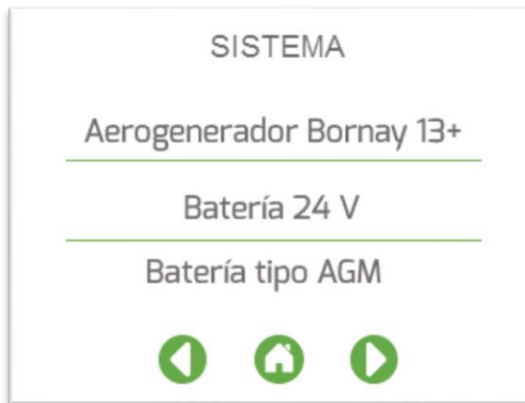 SISTEMA
Aerogenerador Bornay 13+
Batería 24 V
Batería tipo AGM